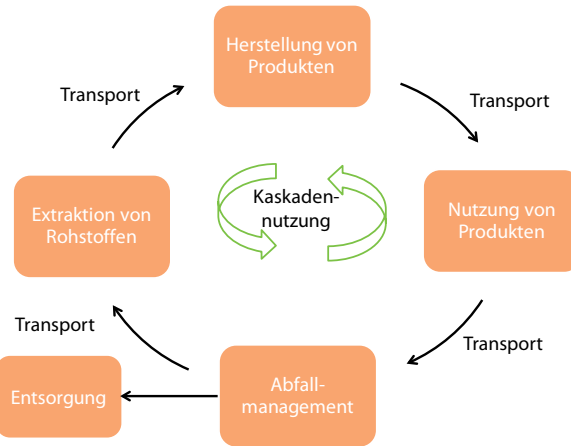 Herstellung von
Produkten
Transport
Transport
Extraktion von
Rohstoffen
Kaskaden-
nutzung
Nutzung von
Produkten
Transport
Transport
Entsorgung
Abfall-
management